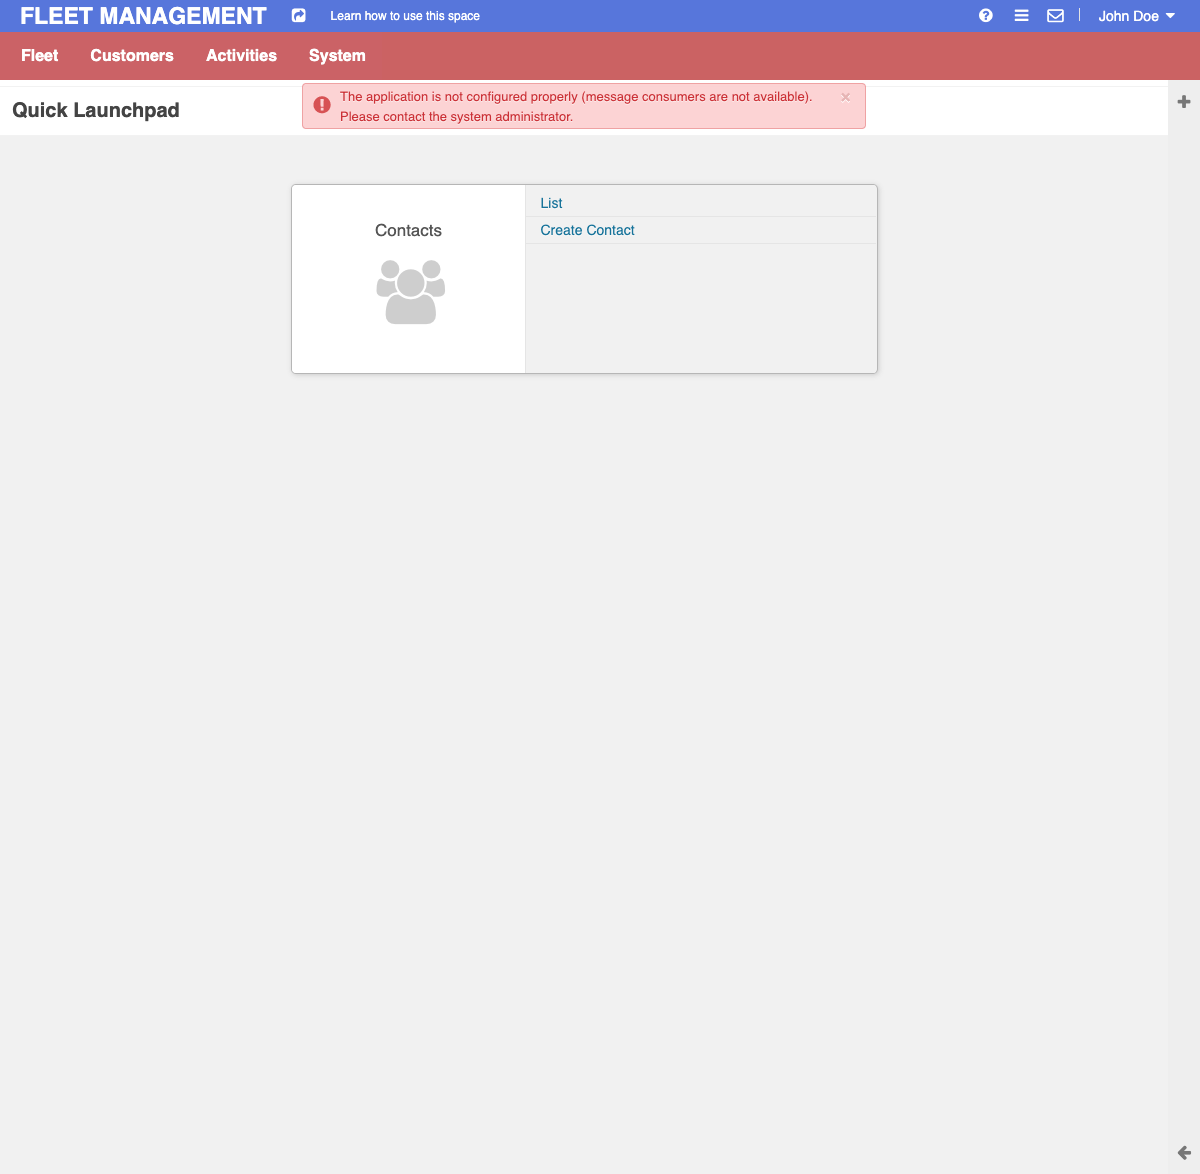 FLEET MANAGEMENT
Learn how to use this space
John Doe
Fleet
Customers
Activities
System
The application is not configured properly (message consumers are not available).
Please contact the system administrator.
Quick Launchpad
Contacts
List
Create Contact